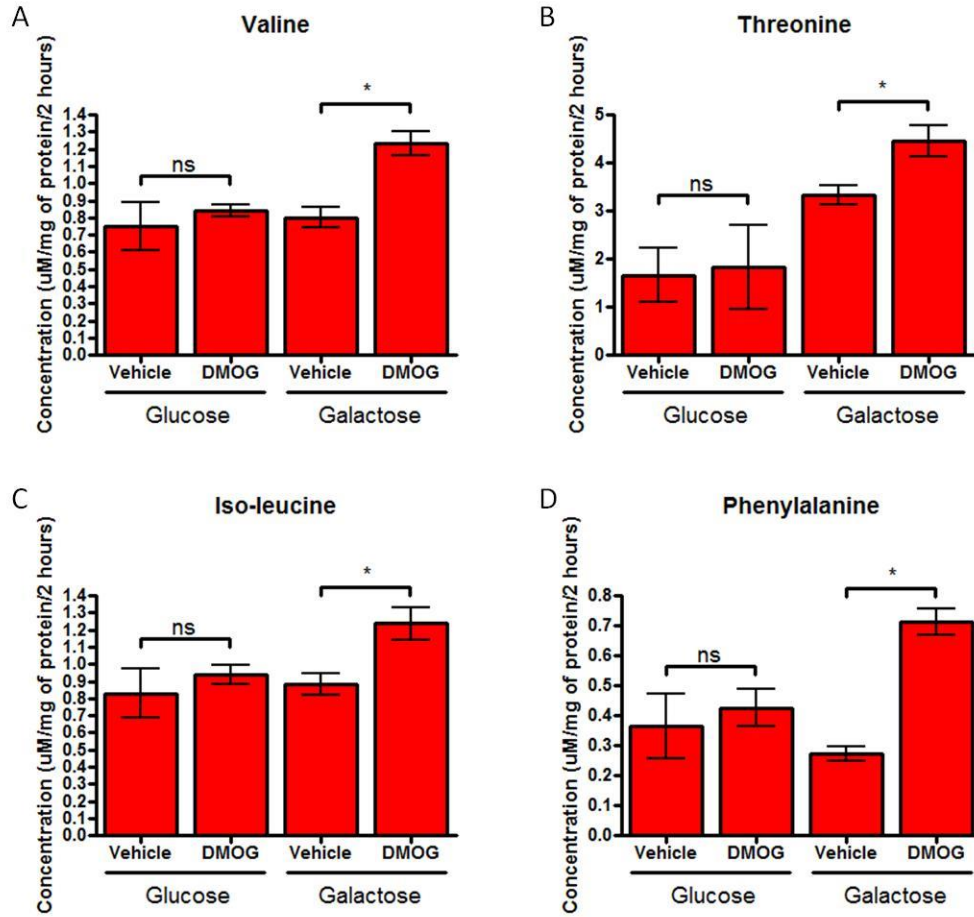 A
Valine
Concentration (uM/mg of protein/2 hours)
1.4
1.3
1.2
1.1
1.0
0.9
0.8
0.7
0.6
0.5
0.4
0.3
0.2
0.1
0.0
ns
*
Vehicle DMOG Vehicle DMOG
Glucose Galactose
B
Threonine
Concentration (uM/mg of protein/2 hours)
5
4
3
2
1
0
ns
*
Vehicle DMOG Vehicle DMOG
Glucose Galactose
C
Iso-leucine
Concentration (uM/mg of protein/2 hours)
1.4
1.3
1.2
1.1
1.0
0.9
0.8
0.7
0.6
0.5
0.4
0.3
0.2
0.1
0.0
ns
*
Vehicle DMOG Vehicle DMOG
Glucose Galactose
D
Phenylalanine
Concentration (uM/mg of protein/2 hours)
0.8
0.7
0.6
0.5
0.4
0.3
0.2
0.1
0.0
ns
*
Vehicle DMOG Vehicle DMOG
Glucose Galactose